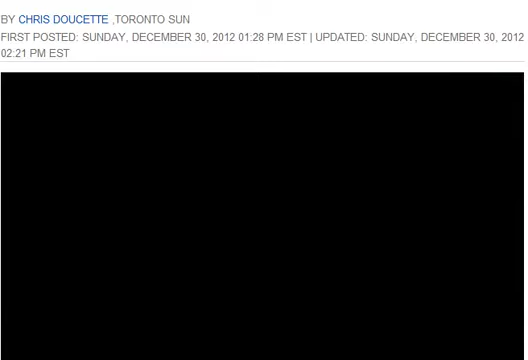 BY CHRIS DOUCETTE ,TORONTO SUN
FIRST POSTED: SUNDAY, DECEMBER 30, 2012 01:28 PM EST | UPDATED: SUNDAY, DECEMBER 30, 2012
02:21 PM EST